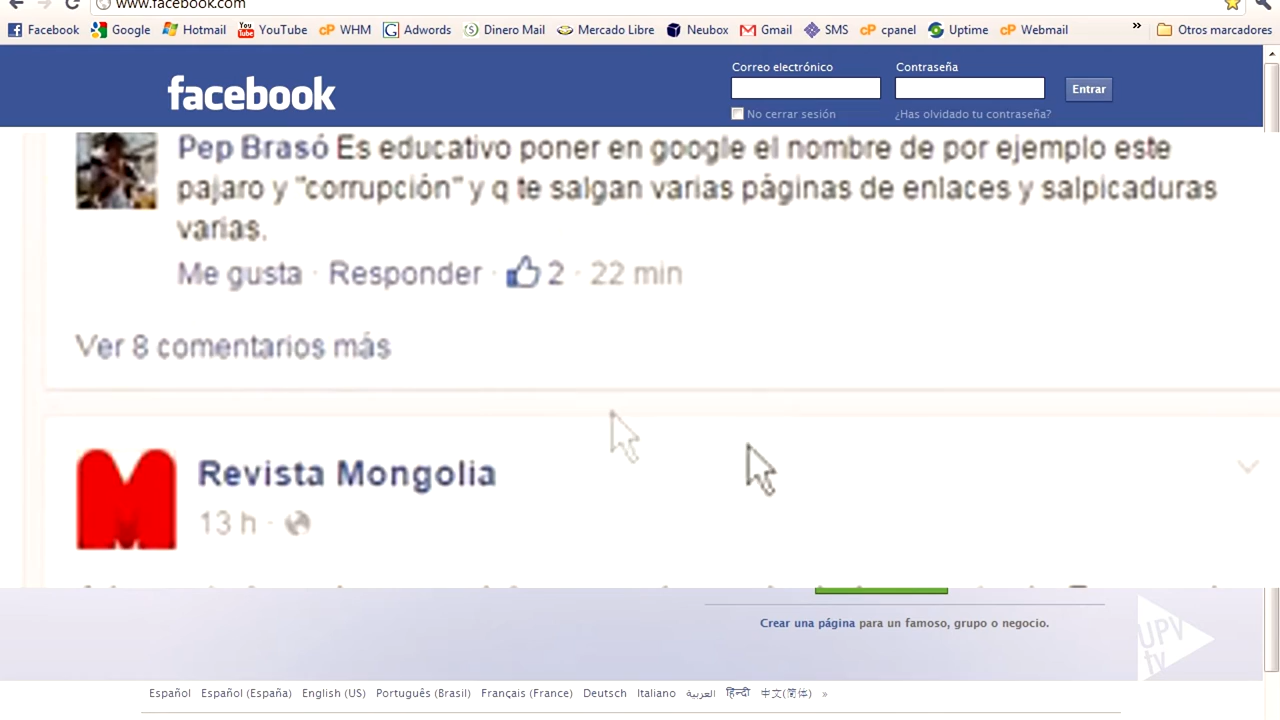 www.facebook.com
Facebook Google Hotmail YouTube cP WHM Adwords Dinero Mail Mercado Libre Neubox Gmail SMS cP cpanel Uptime cP Webmail » Otros marcadores
facebook
Correo electrónico Contraseña
Entrar
No cerrar sesión ¿Has olvidado tu contraseña?
Pep Brasó Es educativo poner en google el nombre de por ejemplo este
pajaro y "corrupción" y q te salgan varias páginas de enlaces y salpicaduras
varias.
Me gusta · Responder · 2 · 22 min
Ver 8 comentarios más
Revista Mongolia
13 h ·
Crear una página para un famoso, grupo o negocio.
UPV
tv
Español Español (España) English (US) Português (Brasil) Français (France) Deutsch Italiano العربية हिन्दी 中文(简体) »